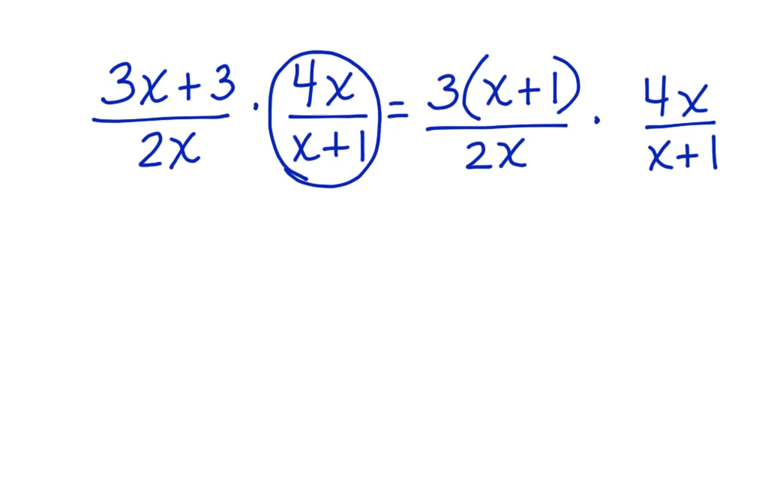 3x+3 · 4x = 3(x+1) · 4x
2x x+1 2x x+1